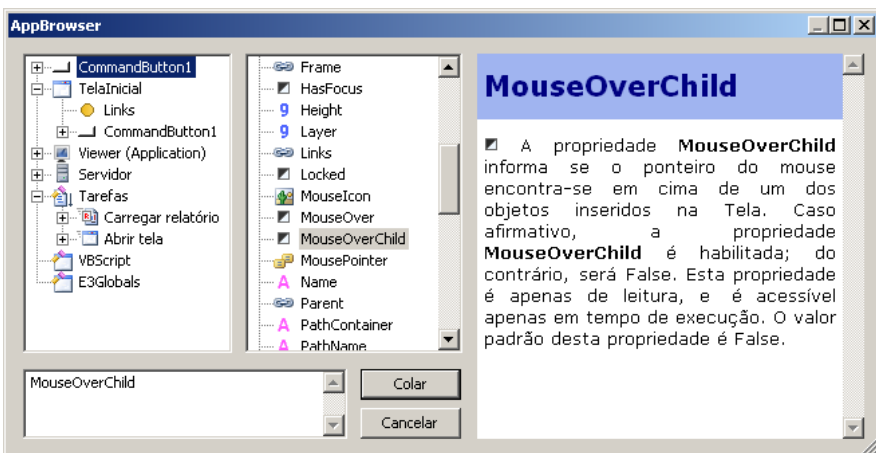 AppBrowser
CommandButton1
TelaInicial
Links
CommandButton1
Viewer (Application)
Servidor
Tarefas
Carregar relatório
Abrir tela
VBScript
E3Globals
Frame
HasFocus
Height
Layer
Links
Locked
MouseIcon
MouseOver
MouseOverChild
MousePointer
Name
Parent
PathContainer
PathName
MouseOverChild
Colar
Cancelar
MouseOverChild
A propriedade MouseOverChild
informa se o ponteiro do mouse
encontra-se em cima de um dos
objetos inseridos na Tela. Caso
afirmativo, a propriedade
MouseOverChild é habilitada; do
contrário, será False. Esta propriedade
é apenas de leitura, e é acessível
apenas em tempo de execução. O valor
padrão desta propriedade é False.